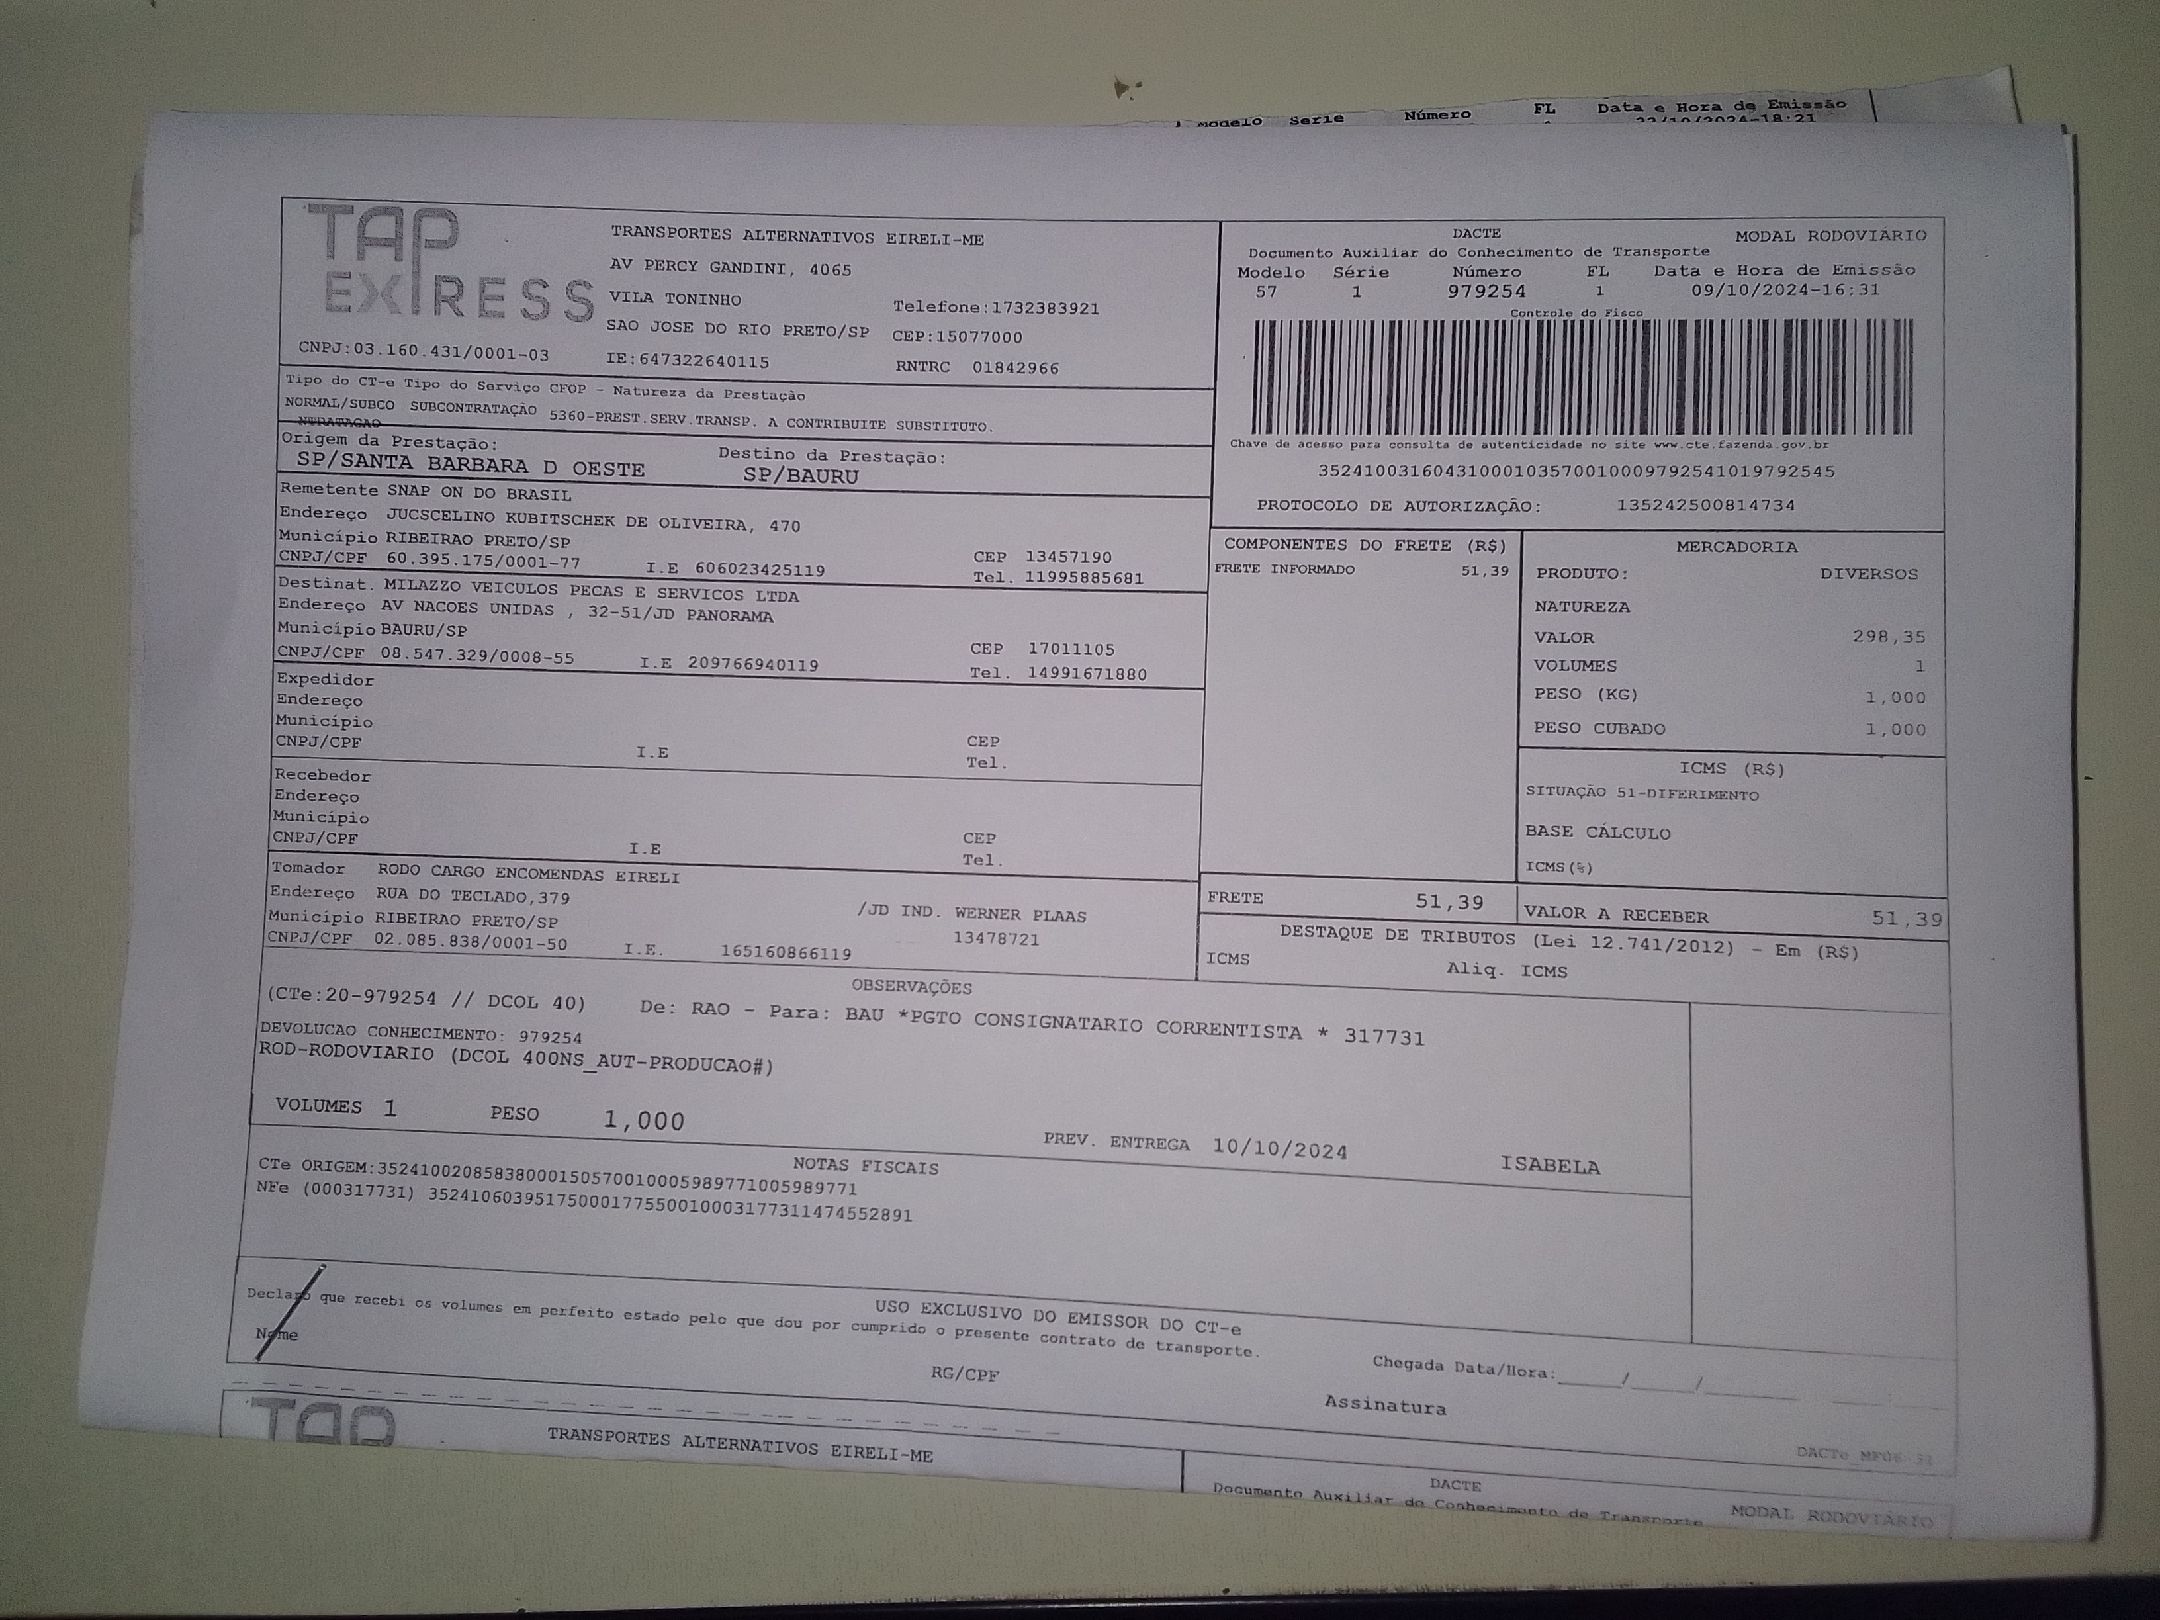 Modelo Serie Número FL Data e Hora de Emissão
22/10/2024-18:21
TAP EXPRESS
TRANSPORTES ALTERNATIVOS EIRELI-ME
AV PERCY GANDINI, 4065
VILA TONINHO Telefone:1732383921
SAO JOSE DO RIO PRETO/SP CEP:15077000
CNPJ:03.160.431/0001-03 IE:647322640115 RNTRC 01842966
DACTE MODAL RODOVIÁRIO
Documento Auxiliar do Conhecimento de Transporte
Modelo Série Número FL Data e Hora de Emissão
57 1 979254 1 09/10/2024-16:31
Controle do Fisco
Chave de acesso para consulta de autenticidade no site www.cte.fazenda.gov.br
35241003160431000103570010009792541019792545
PROTOCOLO DE AUTORIZAÇÃO: 135242500814734
Tipo do CT-e Tipo do Serviço CFOP - Natureza da Prestação
NORMAL/SUBCO SUBCONTRATAÇÃO 5360-PREST.SERV.TRANSP. A CONTRIBUITE SUBSTITUTO.
NTRATACAO
Origem da Prestação: Destino da Prestação:
SP/SANTA BARBARA D OESTE SP/BAURU
Remetente SNAP ON DO BRASIL
Endereço JUCSCELINO KUBITSCHEK DE OLIVEIRA, 470
Município RIBEIRAO PRETO/SP CEP 13457190
CNPJ/CPF 60.395.175/0001-77 I.E 606023425119 Tel. 11995885681
Destinat. MILAZZO VEICULOS PECAS E SERVICOS LTDA
Endereço AV NACOES UNIDAS , 32-51/JD PANORAMA
Município BAURU/SP CEP 17011105
CNPJ/CPF 08.547.329/0008-55 I.E 209766940119 Tel. 14991671880
Expedidor
Endereço
Município CEP
CNPJ/CPF I.E Tel.
Recebedor
Endereço
Município CEP
CNPJ/CPF I.E Tel.
Tomador RODO CARGO ENCOMENDAS EIRELI
Endereço RUA DO TECLADO,379 /JD IND. WERNER PLAAS
Município RIBEIRAO PRETO/SP 13478721
CNPJ/CPF 02.085.838/0001-50 I.E. 165160866119
COMPONENTES DO FRETE (R$)
FRETE INFORMADO 51,39
MERCADORIA
PRODUTO: DIVERSOS
NATUREZA
VALOR 298,35
VOLUMES 1
PESO (KG) 1,000
PESO CUBADO 1,000
ICMS (R$)
SITUAÇÃO 51-DIFERIMENTO
BASE CÁLCULO
ICMS(%)
FRETE 51,39 VALOR A RECEBER 51,39
DESTAQUE DE TRIBUTOS (Lei 12.741/2012) - Em (R$)
ICMS Aliq. ICMS
OBSERVAÇÕES
(CTe:20-979254 // DCOL 40) De: RAO - Para: BAU *PGTO CONSIGNATARIO CORRENTISTA * 317731
DEVOLUCAO CONHECIMENTO: 979254
ROD-RODOVIARIO (DCOL 400NS_AUT-PRODUCAO#)
VOLUMES 1 PESO 1,000 PREV. ENTREGA 10/10/2024 ISABELA
NOTAS FISCAIS
CTe ORIGEM:35241002085838000150570010005989771005989771
NFe (000317731) 35241060395175000177550010003177311474552891
USO EXCLUSIVO DO EMISSOR DO CT-e
Declaro que recebi os volumes em perfeito estado pelo que dou por cumprido o presente contrato de transporte.
Nome RG/CPF Chegada Data/Hora:______/______/________
Assinatura
DACTe_MF06
TAP
TRANSPORTES ALTERNATIVOS EIRELI-ME
DACTE MODAL RODOVIÁRIO
Documento Auxiliar do Conhecimento de Transporte